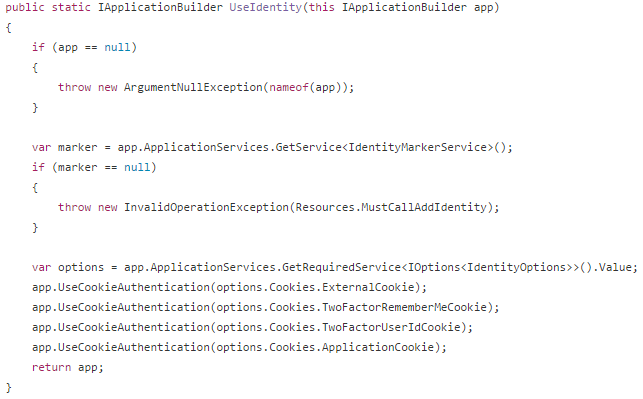 public static IApplicationBuilder UseIdentity(this IApplicationBuilder app)
{
    if (app == null)
    {
        throw new ArgumentNullException(nameof(app));
    }

    var marker = app.ApplicationServices.GetService<IdentityMarkerService>();
    if (marker == null)
    {
        throw new InvalidOperationException(Resources.MustCallAddIdentity);
    }

    var options = app.ApplicationServices.GetRequiredService<IOptions<IdentityOptions>>().Value;
    app.UseCookieAuthentication(options.Cookies.ExternalCookie);
    app.UseCookieAuthentication(options.Cookies.TwoFactorRememberMeCookie);
    app.UseCookieAuthentication(options.Cookies.TwoFactorUserIdCookie);
    app.UseCookieAuthentication(options.Cookies.ApplicationCookie);
    return app;
}